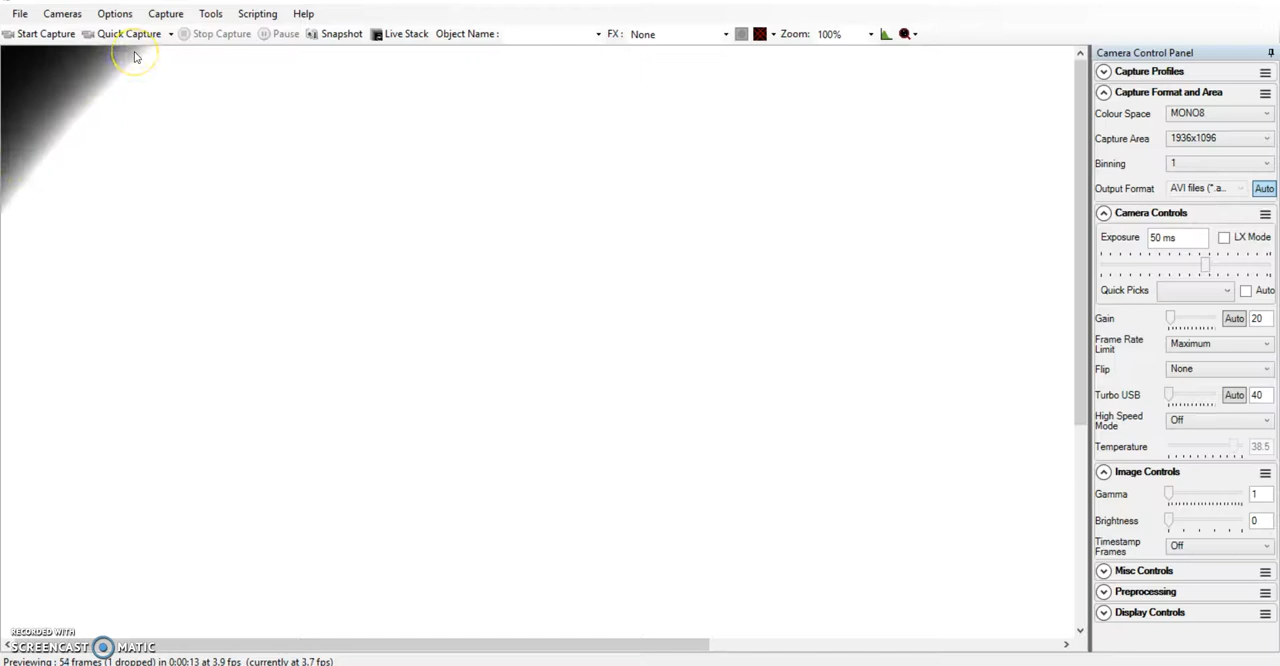 File Cameras Options Capture Tools Scripting Help
Start Capture Quick Capture Stop Capture Pause Snapshot Live Stack Object Name : FX : None Zoom: 100%
Camera Control Panel
Capture Profiles
Capture Format and Area
Colour Space MONO8
Capture Area 1936x1096
Binning 1
Output Format AVI files (*.a... Auto
Camera Controls
Exposure 50 ms LX Mode
Quick Picks Auto
Gain Auto 20
Frame Rate Limit Maximum
Flip None
Turbo USB Auto 40
High Speed Mode Off
Temperature 38.5
Image Controls
Gamma 1
Brightness 0
Timestamp Frames Off
Misc Controls
Preprocessing
Display Controls
RECORDED WITH
SCREENCAST MATIC
Previewing : 54 frames (1 dropped) in 0:00:13 at 3.9 fps (currently at 3.7 fps)